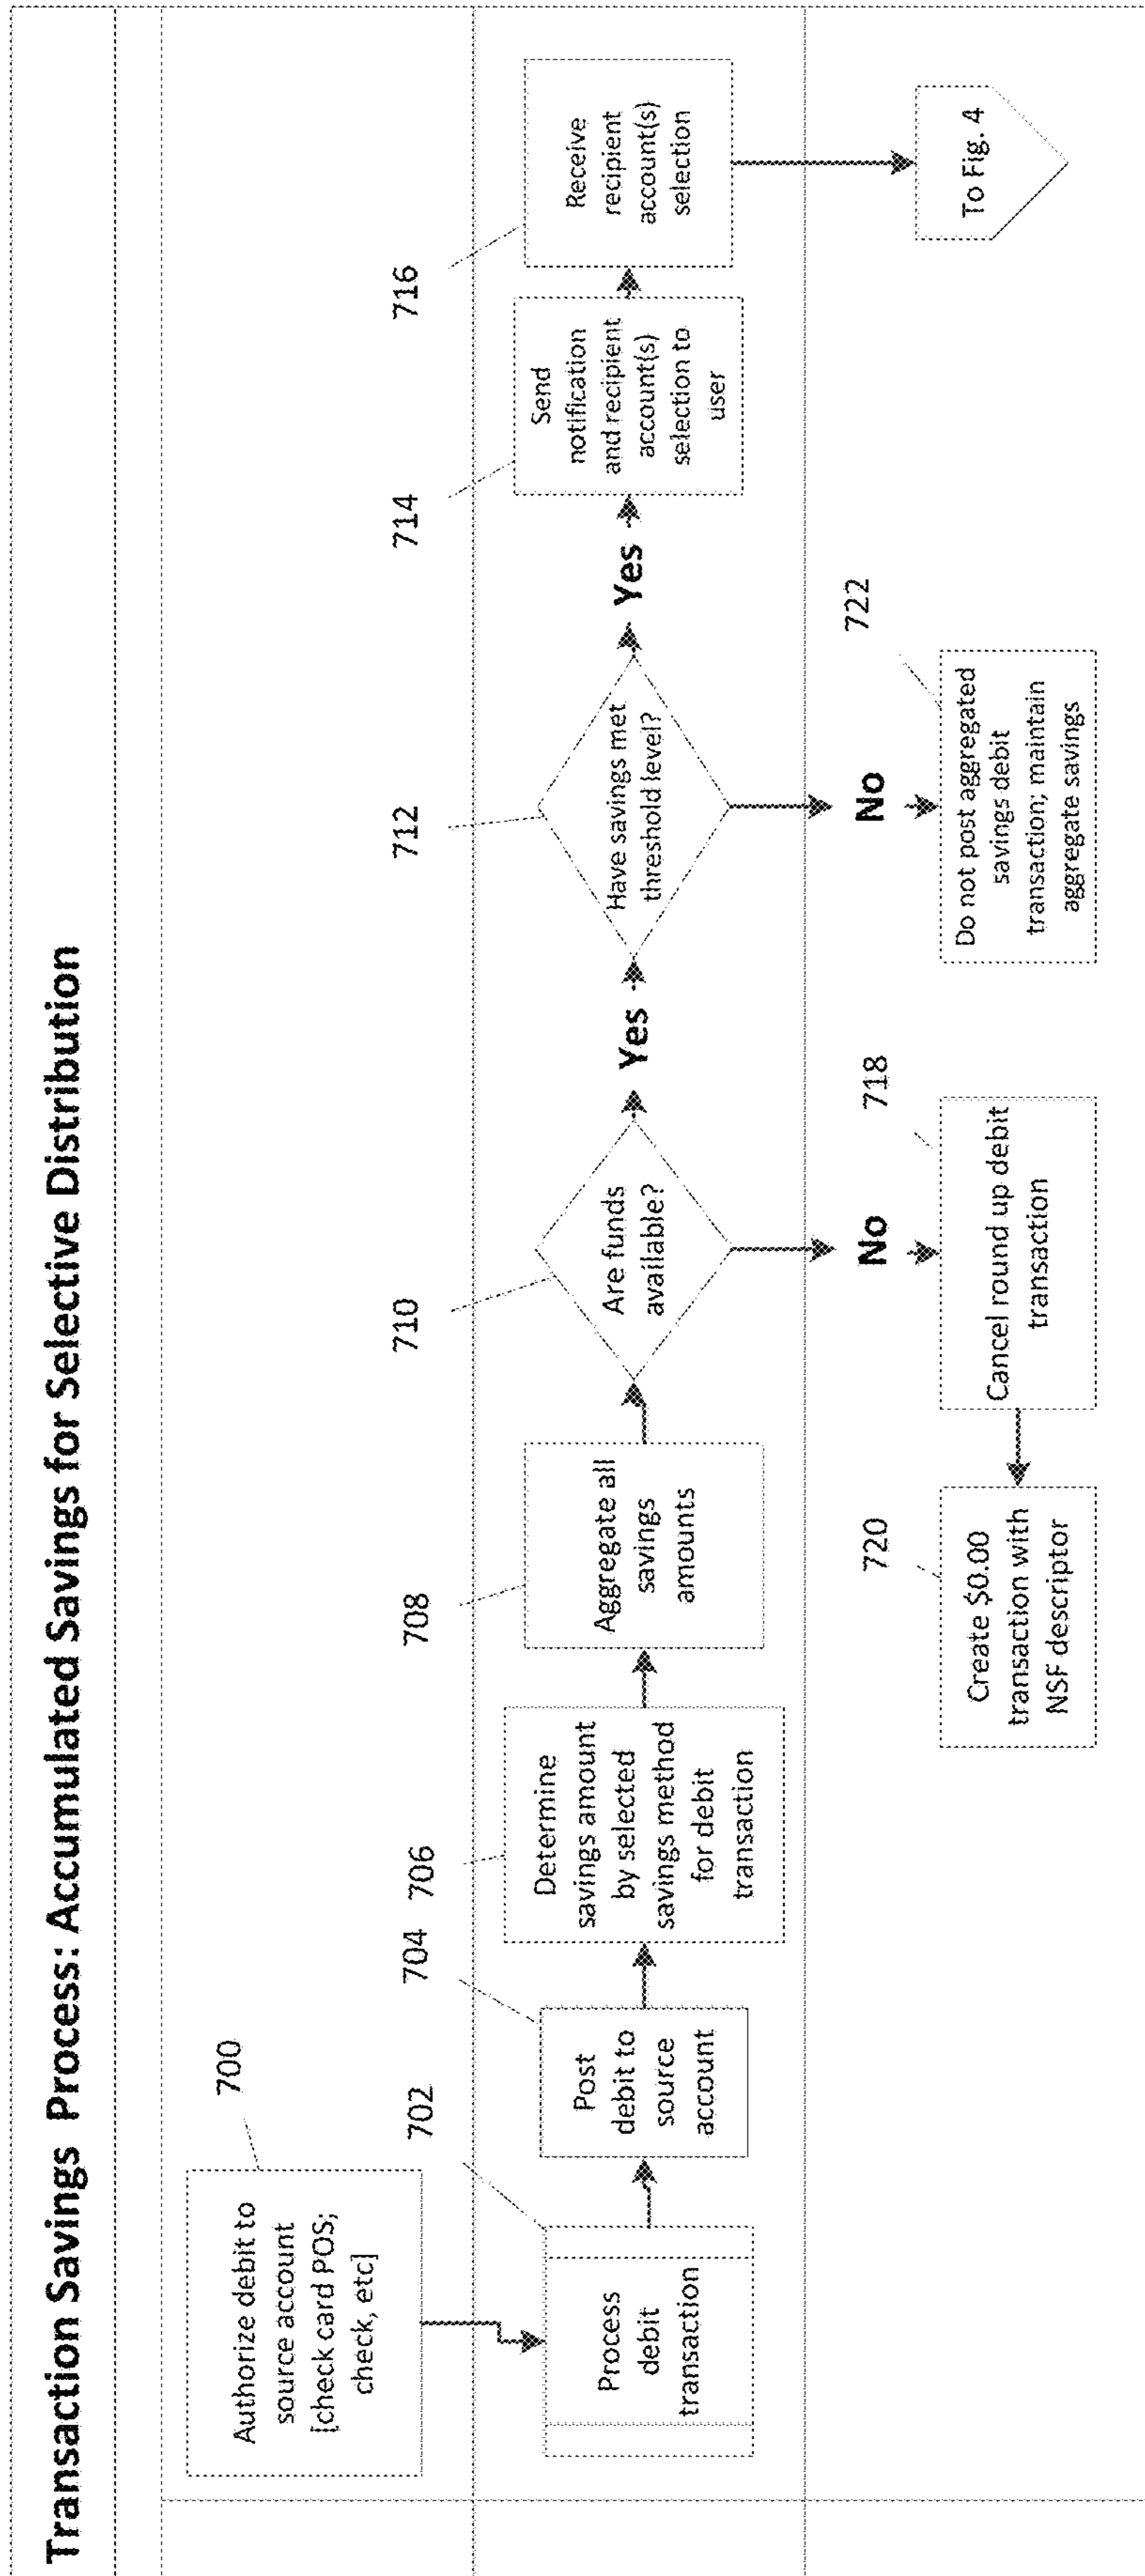 Transaction Savings Process: Accumulated Savings for Selective Distribution
700
Authorize debit to
source account
[check card POS;
check, etc]
702
Process
debit
transaction
704
Post
debit to
source
account
706
Determine
savings amount
by selected
savings method
for debit
transaction
708
Aggregate all
savings
amounts
710
Are funds
available?
Yes
712
Have savings met
threshold level?
Yes
714
Send
notification
and recipient
account(s)
selection to
user
716
Receive
recipient
account(s)
selection
To Fig. 4
No
718
Cancel round up debit
transaction
720
Create $0.00
transaction with
NSF descriptor
No
722
Do not post aggregated
savings debit
transaction; maintain
aggregate savings